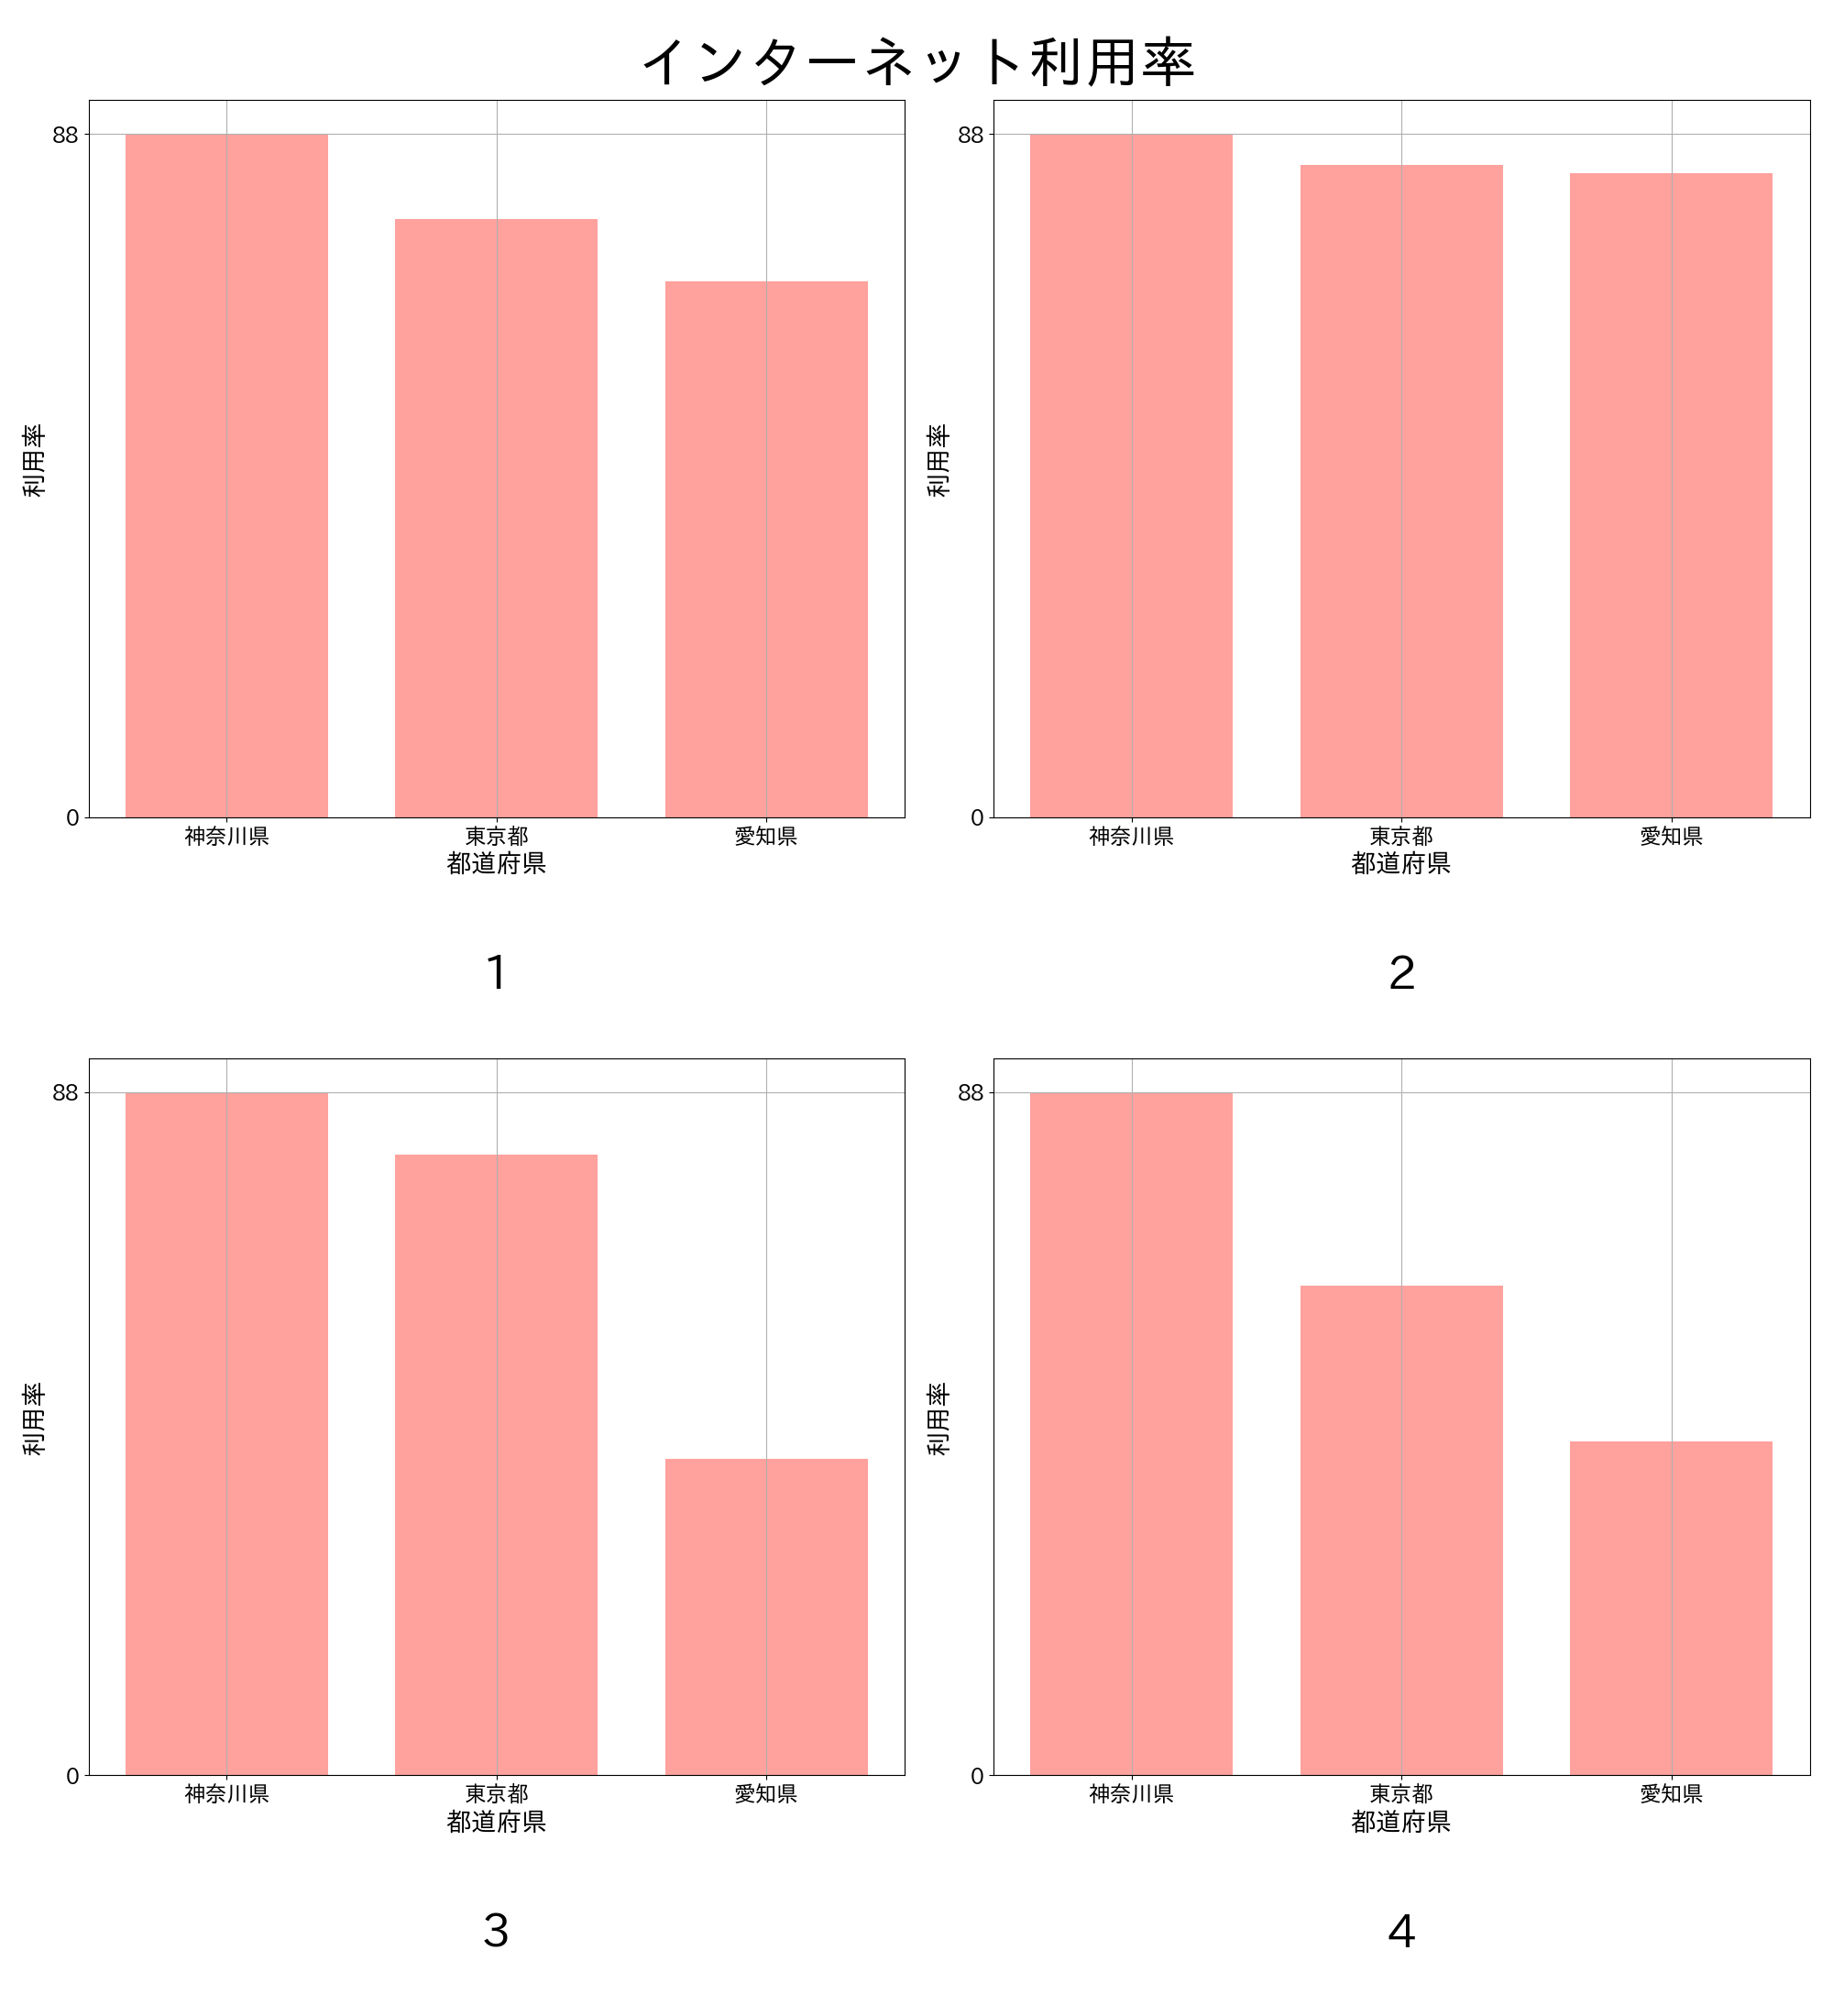 インターネット利用率
88
0
利用率
神奈川県 東京都 愛知県
都道府県
1
88
0
利用率
神奈川県 東京都 愛知県
都道府県
2
88
0
利用率
神奈川県 東京都 愛知県
都道府県
3
88
0
利用率
神奈川県 東京都 愛知県
都道府県
4